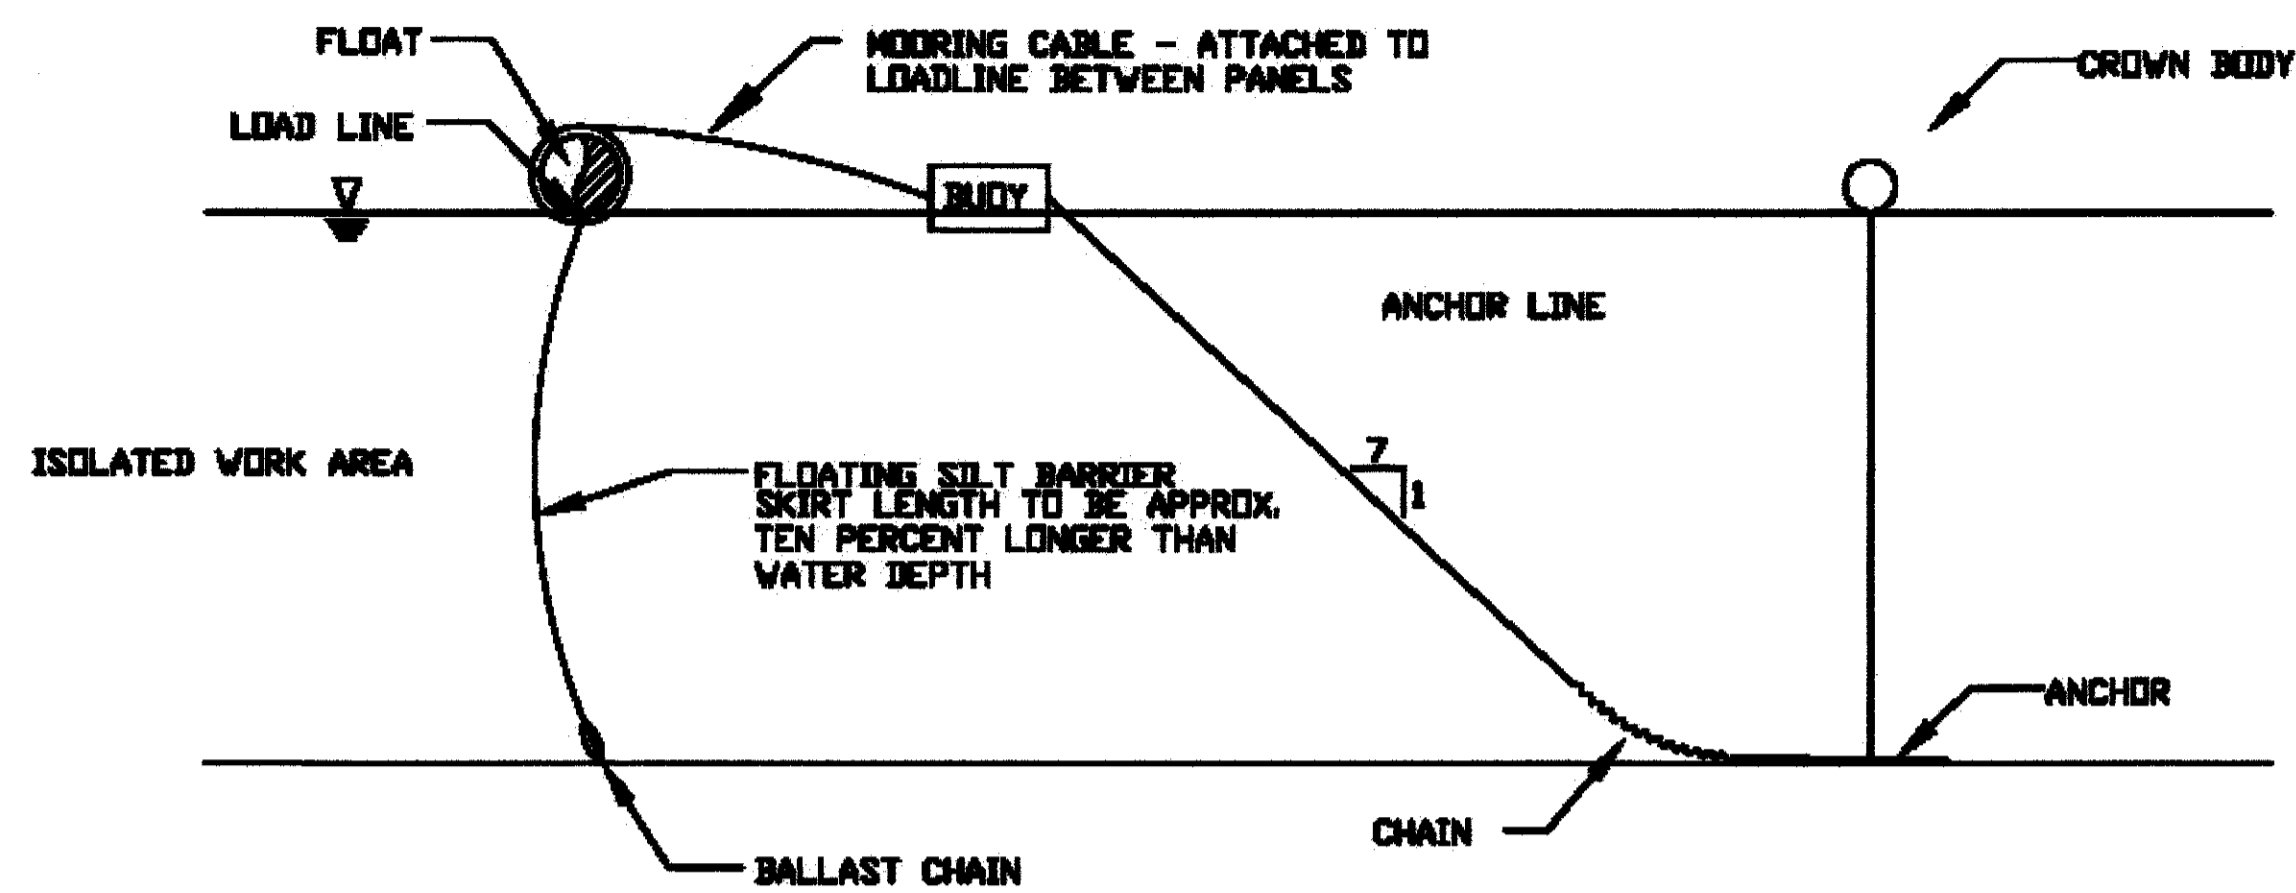 FLOAT
MOORING CABLE - ATTACHED TO
LOADLINE BETWEEN PANELS
CROWN BODY
LOAD LINE
BUOY
ANCHOR LINE
7
1
ISOLATED WORK AREA
FLOATING SILT BARRIER
SKIRT LENGTH TO BE APPROX.
TEN PERCENT LONGER THAN
WATER DEPTH
ANCHOR
CHAIN
BALLAST CHAIN